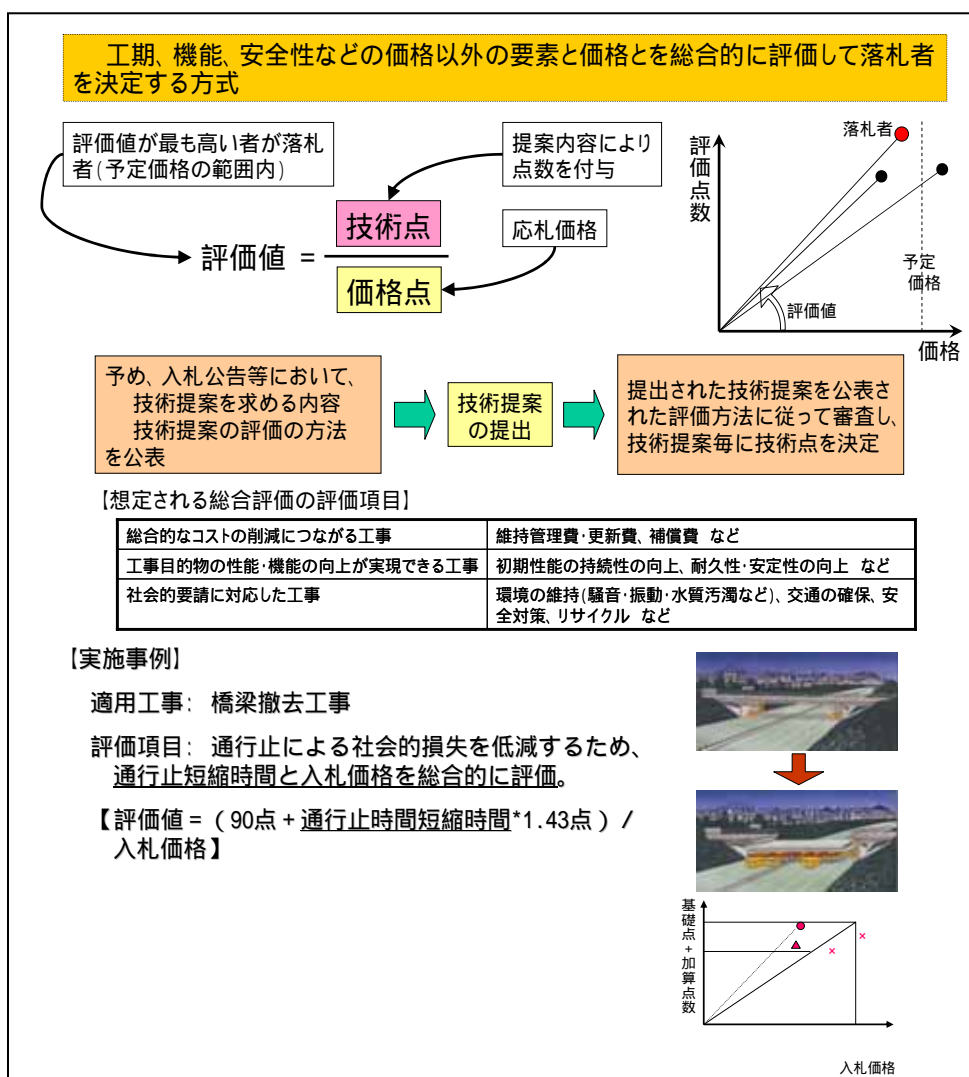 工期、機能、安全性などの価格以外の要素と価格とを総合的に評価して落札者
を決定する方式
評価値が最も高い者が落札
者(予定価格の範囲内)
提案内容により
点数を付与
評価値 =
技術点
価格点
応札価格
評価点数
落札者
予定
価格
評価値
価格
予め、入札公告等において、
技術提案を求める内容
技術提案の評価の方法
を公表
技術提案
の提出
提出された技術提案を公表さ
れた評価方法に従って審査し、
技術提案毎に技術点を決定
【想定される総合評価の評価項目】
総合的なコストの削減につながる工事
維持管理費・更新費、補償費 など
工事目的物の性能・機能の向上が実現できる工事
初期性能の持続性の向上、耐久性・安定性の向上 など
社会的要請に対応した工事
環境の維持(騒音・振動・水質汚濁など)、交通の確保、安
全対策、リサイクル など
【実施事例】
適用工事: 橋梁撤去工事
評価項目: 通行止による社会的損失を低減するため、
通行止短縮時間と入札価格を総合的に評価。
【評価値=(90点+通行止時間短縮時間*1.43点)/
入札価格】
基礎点+加算点数
入札価格